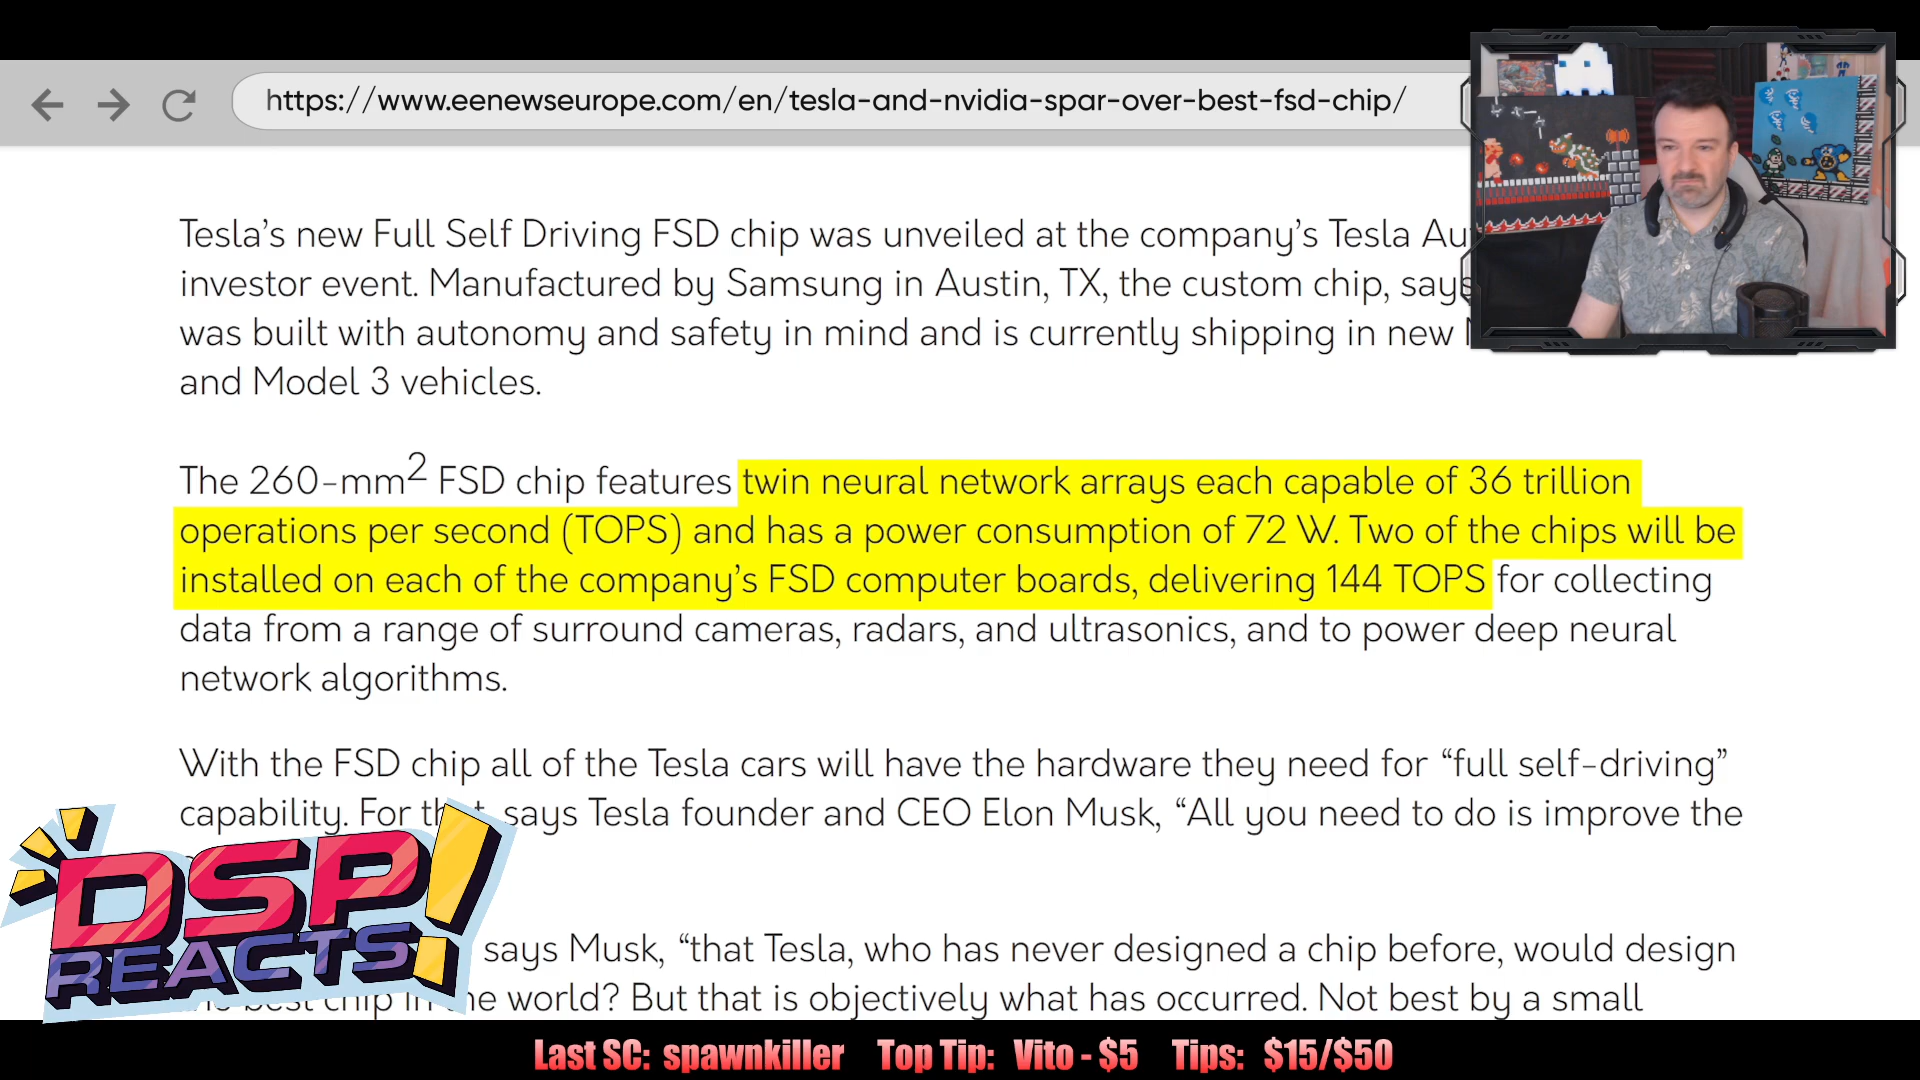 https://www.eenewseurope.com/en/tesla-and-nvidia-spar-over-best-fsd-chip/
Tesla’s new Full Self Driving FSD chip was unveiled at the company’s Tesla Au
investor event. Manufactured by Samsung in Austin, TX, the custom chip, says
was built with autonomy and safety in mind and is currently shipping in new
and Model 3 vehicles.
The 260-mm2 FSD chip features twin neural network arrays each capable of 36 trillion
operations per second (TOPS) and has a power consumption of 72 W. Two of the chips will be
installed on each of the company’s FSD computer boards, delivering 144 TOPS for collecting
data from a range of surround cameras, radars, and ultrasonics, and to power deep neural
network algorithms.
With the FSD chip all of the Tesla cars will have the hardware they need for “full self-driving”
capability. For that, says Tesla founder and CEO Elon Musk, “All you need to do is improve the
says Musk, “that Tesla, who has never designed a chip before, would design
best chip in the world? But that is objectively what has occurred. Not best by a small
DSP
REACTS!
Last SC: spawnkiller Top Tip: Vito - $5 Tips: $15/$50